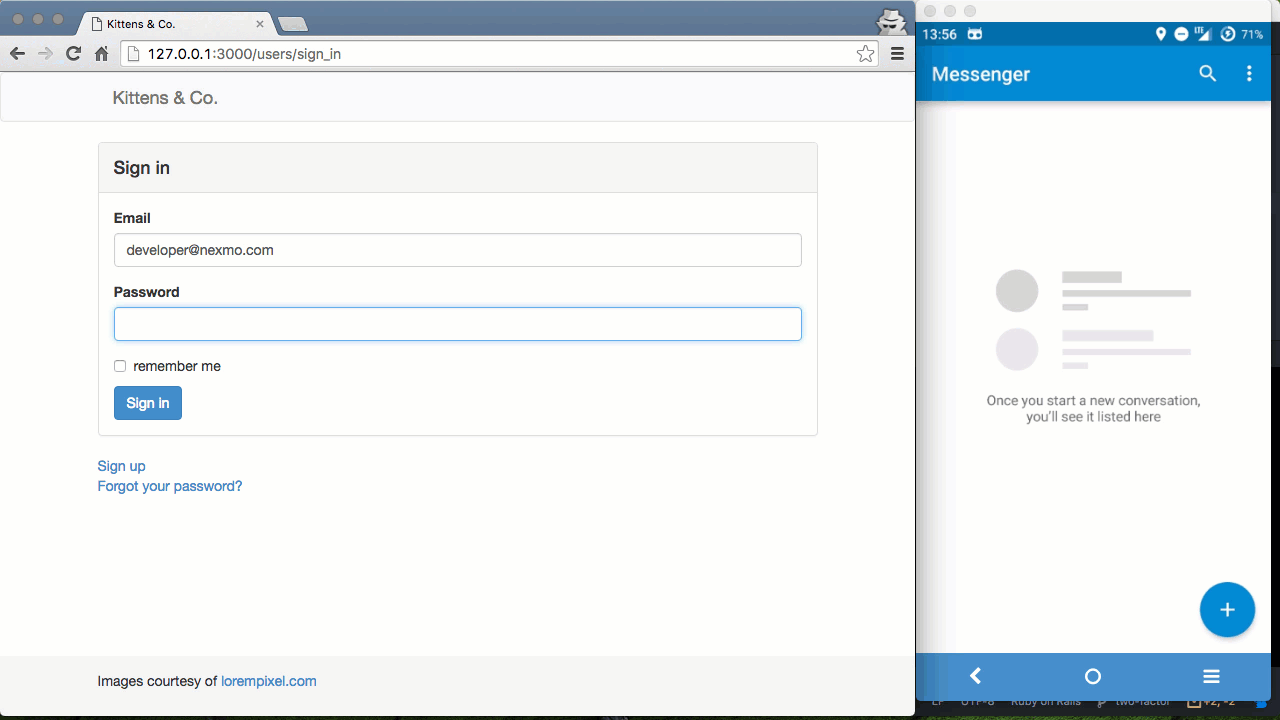 Kittens & Co.
127.0.0.1:3000/users/sign_in
Kittens & Co.
Sign in
Email
developer@nexmo.com
Password
remember me
Sign in
Sign up
Forgot your password?
Images courtesy of lorempixel.com
13:56
LTE
71%
Messenger
Once you start a new conversation,
you'll see it listed here
LF UTF-8 Ruby on Rails two-factor +2, -2